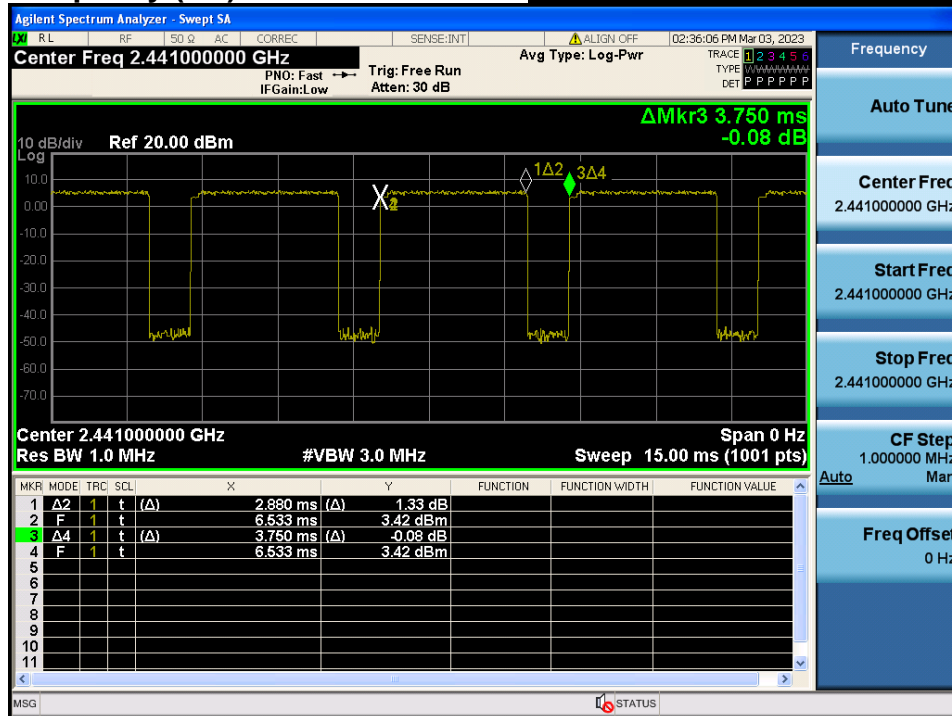 Agilent Spectrum Analyzer - Swept SA
LXI RL RF 50 Ω AC CORREC SENSE:INT ALIGN OFF 02:36:06 PM Mar 03, 2023
Center Freq 2.441000000 GHz
PNO: Fast
IFGain:Low
Trig: Free Run
Atten: 30 dB
Avg Type: Log-Pwr
TRACE 1 2 3 4 5 6
TYPE WWWWWW
DET P P P P P P
ΔMkr3 3.750 ms
-0.08 dB
10 dB/div Ref 20.00 dBm
Log
10.0
0.00
-10.0
-20.0
-30.0
-40.0
-50.0
-60.0
-70.0
X2
1Δ2
3Δ4
Center 2.441000000 GHz Span 0 Hz
Res BW 1.0 MHz #VBW 3.0 MHz Sweep 15.00 ms (1001 pts)
MKR MODE TRC SCL X Y FUNCTION FUNCTION WIDTH FUNCTION VALUE
1 Δ2 1 t (Δ) 2.880 ms (Δ) 1.33 dB
2 F 1 t 6.533 ms 3.42 dBm
3 Δ4 1 t (Δ) 3.750 ms (Δ) -0.08 dB
4 F 1 t 6.533 ms 3.42 dBm
5
6
7
8
9
10
11
MSG STATUS
Frequency
Auto Tune
Center Freq
2.441000000 GHz
Start Freq
2.441000000 GHz
Stop Freq
2.441000000 GHz
CF Step
1.000000 MHz
Auto Man
Freq Offset
0 Hz